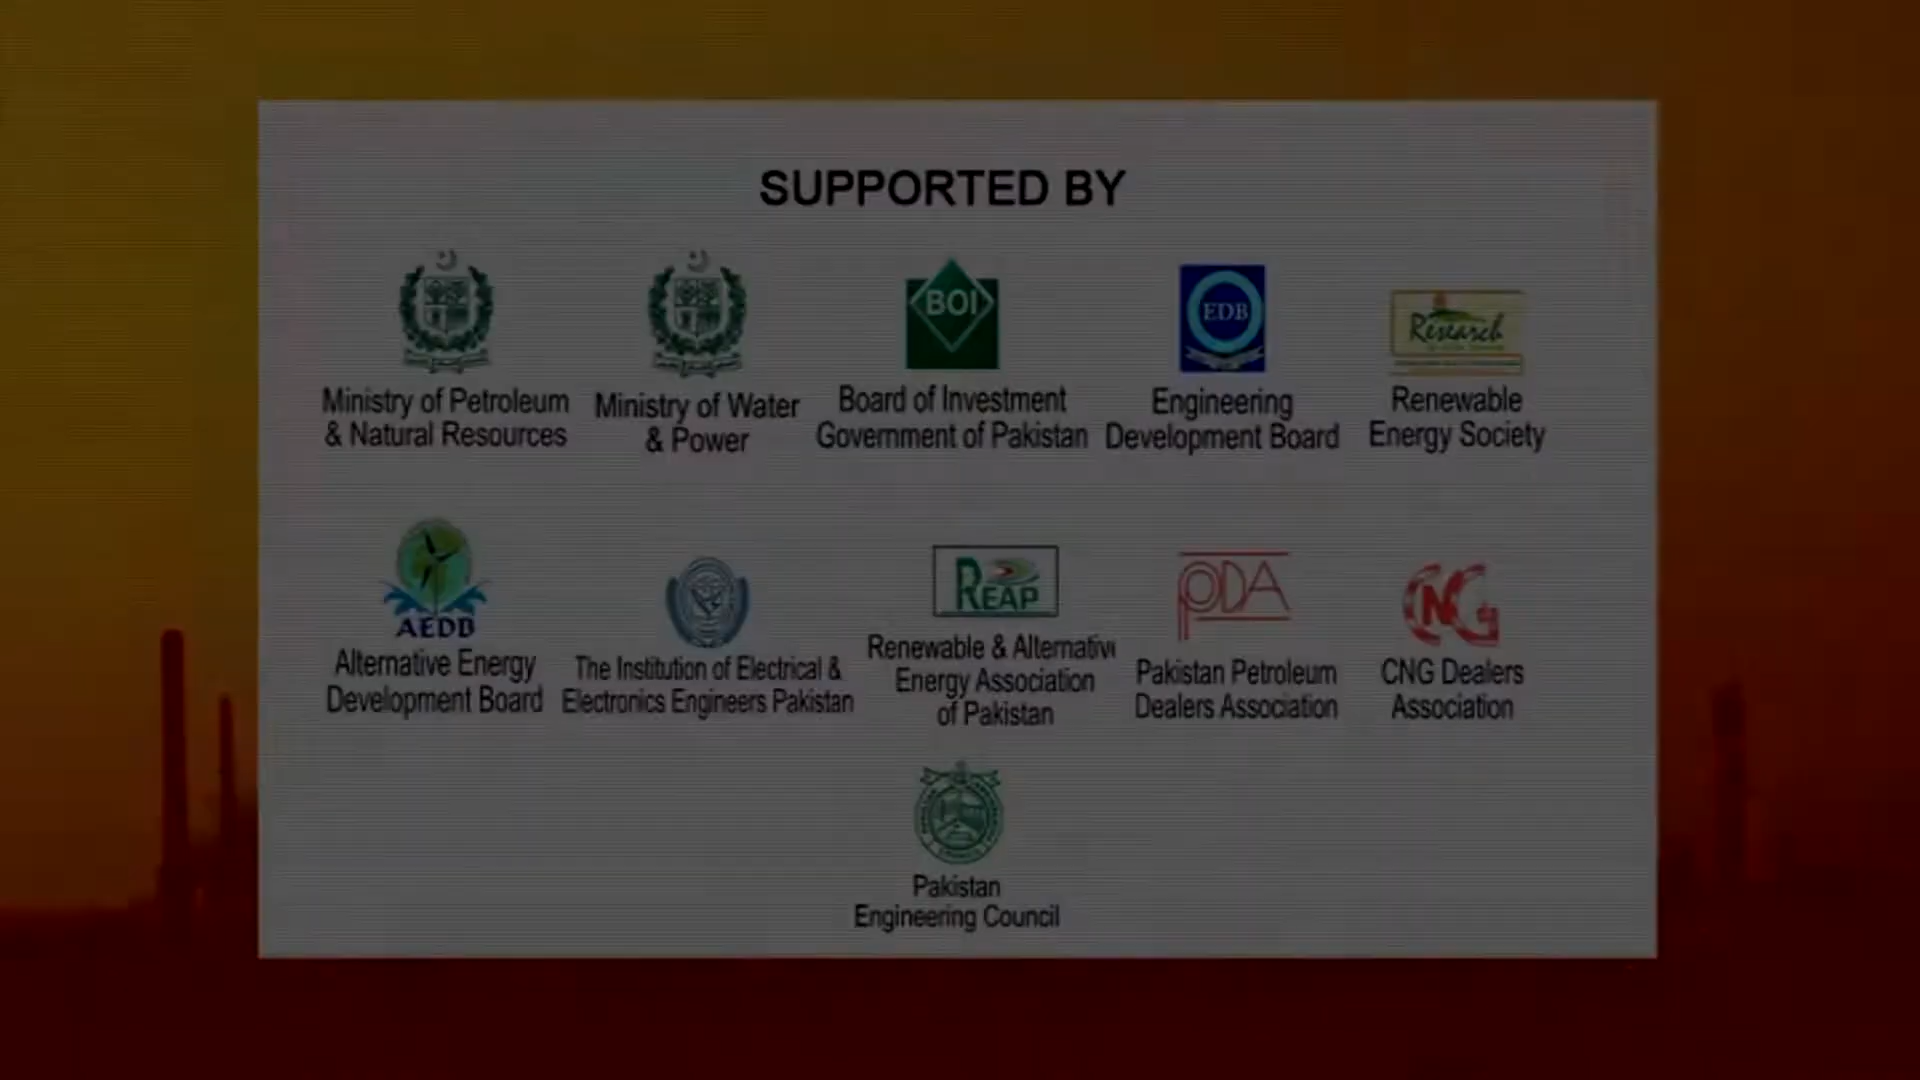 SUPPORTED BY
BOI
EDB
Research
Ministry of Petroleum
& Natural Resources
Ministry of Water
& Power
Board of Investment
Government of Pakistan
Engineering
Development Board
Renewable
Energy Society
AEDB
REAP
PDA
CNG
Alternative Energy
Development Board
The Institution of Electrical &
Electronics Engineers Pakistan
Renewable & Alternativ
Energy Association
of Pakistan
Pakistan Petroleum
Dealers Association
CNG Dealers
Association
Pakistan
Engineering Council